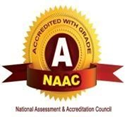 ACCREDITED WITH GRADE
A
NAAC
National Assessment & Accreditation Council